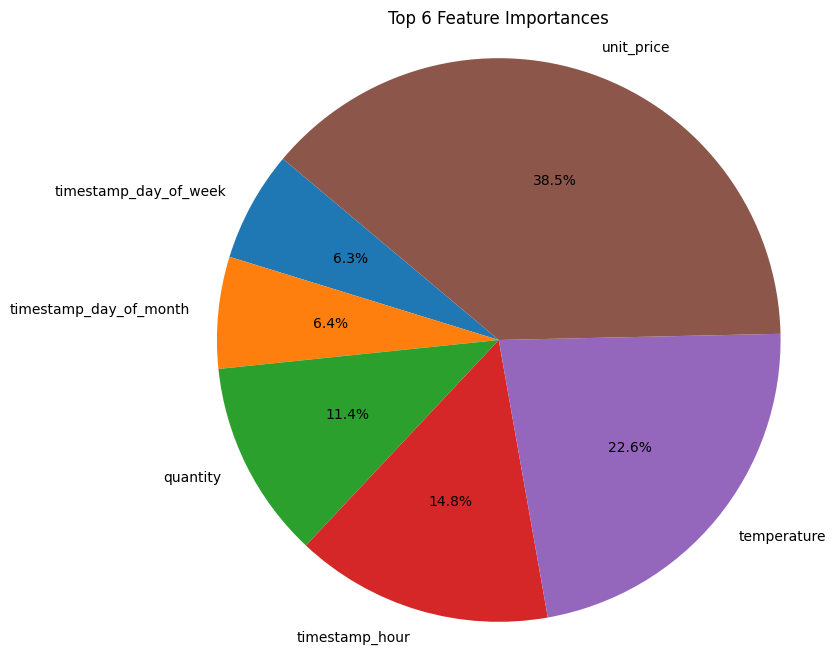 Top 6 Feature Importances
unit_price
38.5%
timestamp_day_of_week
6.3%
timestamp_day_of_month
6.4%
11.4%
22.6%
quantity
14.8%
temperature
timestamp_hour